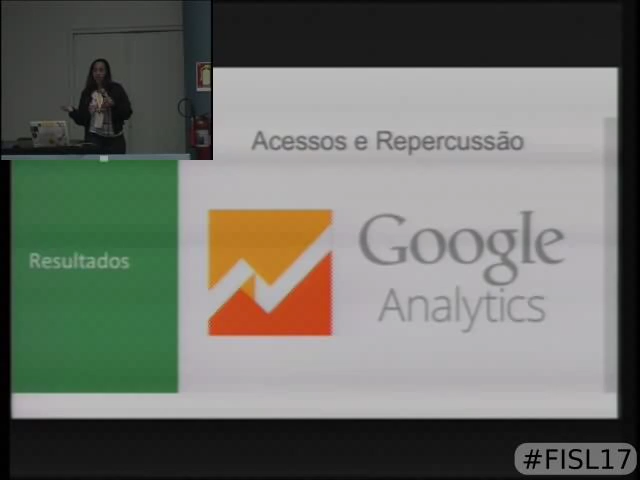 Acessos e Repercussão
Resultados
Google
Analytics
#FISL17